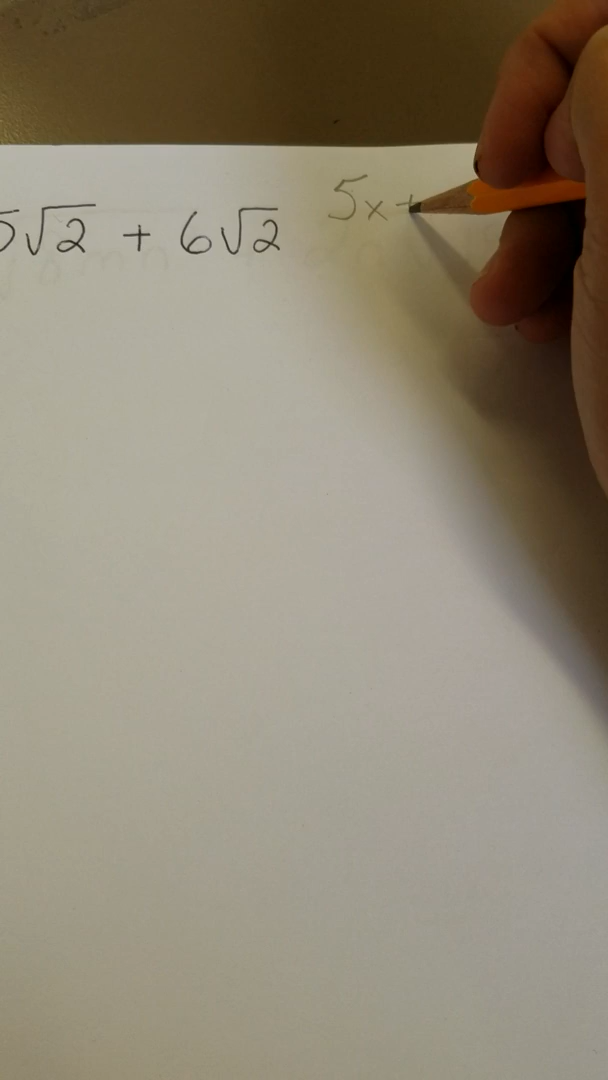 5√2 + 6√2 5x +